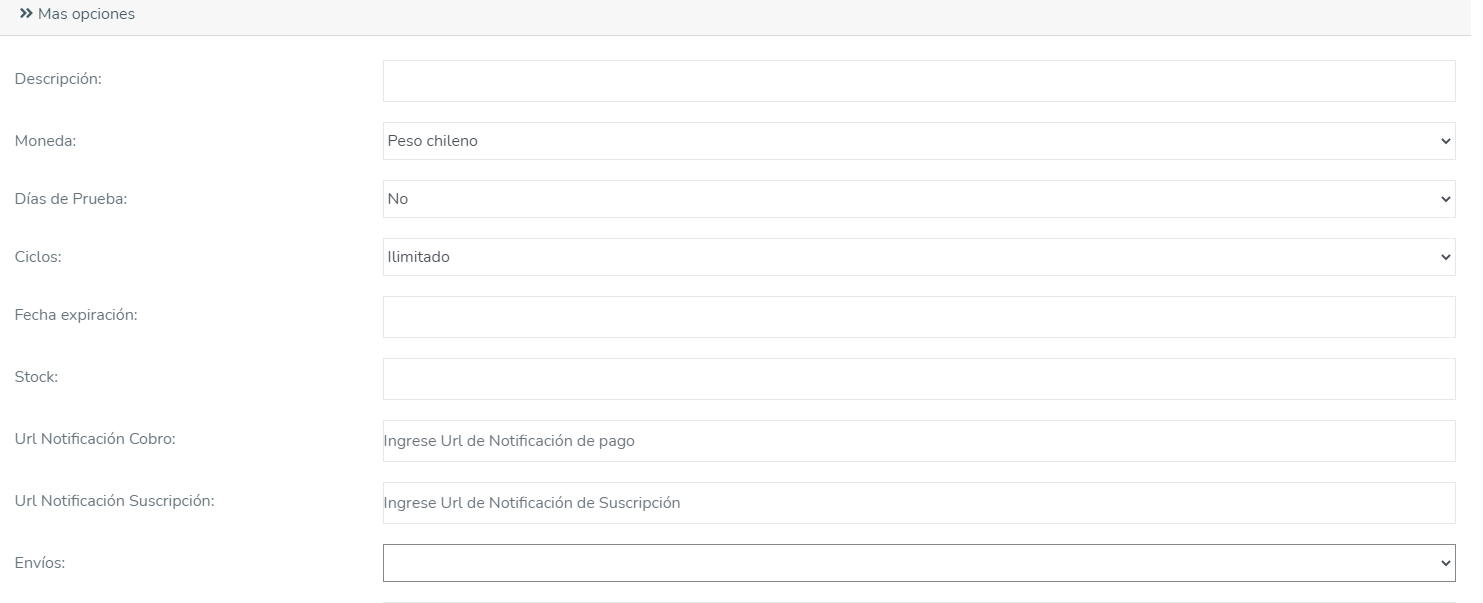 Mas opciones
Descripción:
Moneda: Peso chileno
Días de Prueba: No
Ciclos: Ilimitado
Fecha expiración:
Stock:
Url Notificación Cobro: Ingrese Url de Notificación de pago
Url Notificación Suscripción: Ingrese Url de Notificación de Suscripción
Envíos: